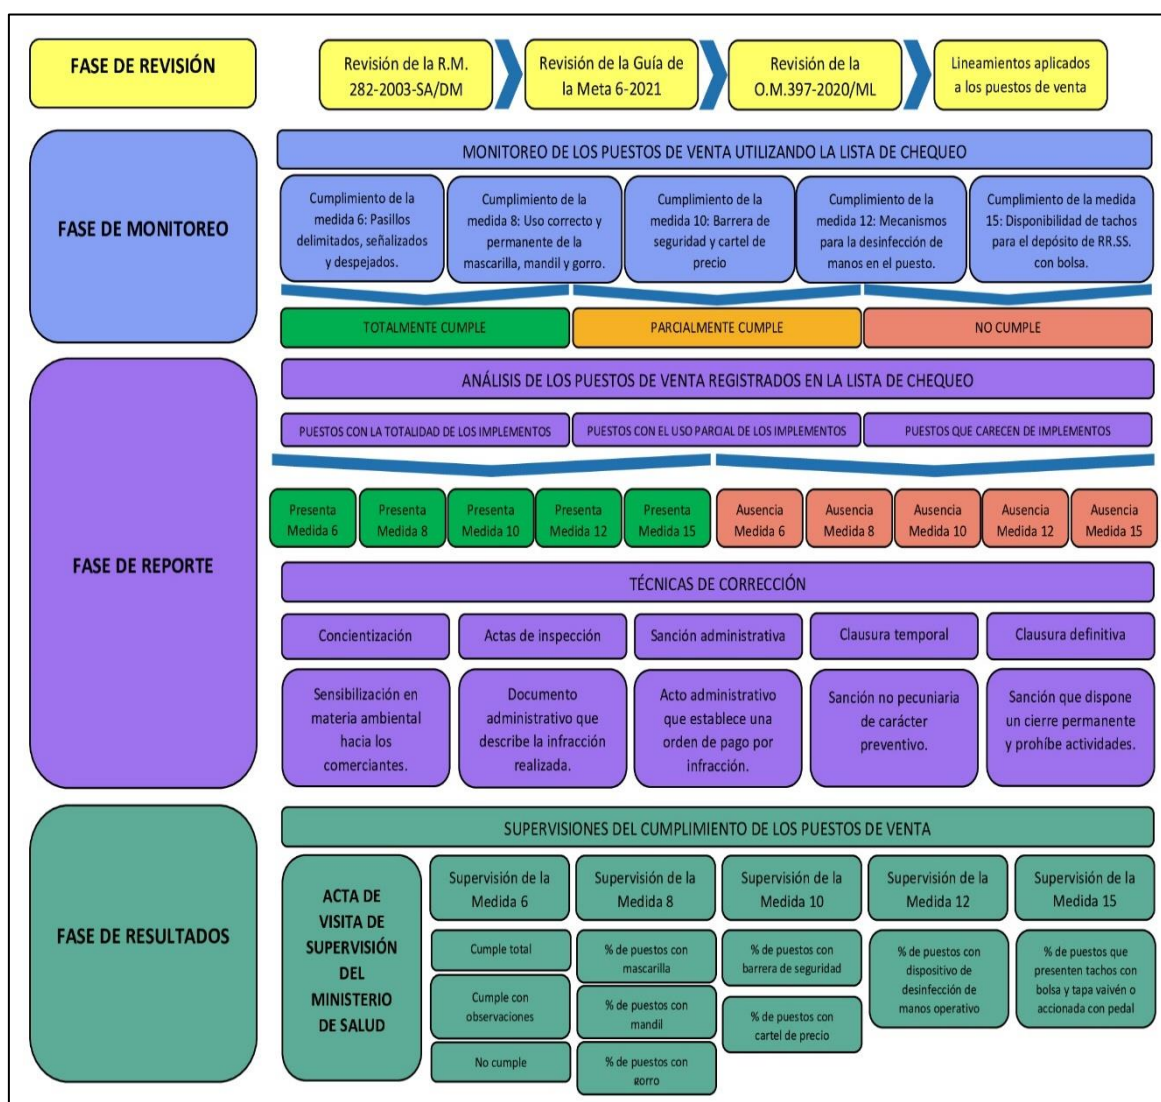 FASE DE REVISIÓN
Revisión de la R.M.
282-2003-SA/DM
Revisión de la Guía de
la Meta 6-2021
Revisión de la
O.M.397-2020/ML
Lineamientos aplicados
a los puestos de venta
FASE DE MONITOREO
MONITOREO DE LOS PUESTOS DE VENTA UTILIZANDO LA LISTA DE CHEQUEO
Cumplimiento de la
medida 6: Pasillos
delimitados, señalizados
y despejados.
Cumplimiento de la
medida 8: Uso correcto y
permanente de la
mascarilla, mandil y gorro.
Cumplimiento de la
medida 10: Barrera de
seguridad y cartel de
precio
Cumplimiento de la
medida 12: Mecanismos
para la desinfección de
manos en el puesto.
Cumplimiento de la medida
15: Disponibilidad de tachos
para el depósito de RR.SS.
con bolsa.
TOTALMENTE CUMPLE
PARCIALMENTE CUMPLE
NO CUMPLE
FASE DE REPORTE
ANÁLISIS DE LOS PUESTOS DE VENTA REGISTRADOS EN LA LISTA DE CHEQUEO
PUESTOS CON LA TOTALIDAD DE LOS IMPLEMENTOS
PUESTOS CON EL USO PARCIAL DE LOS IMPLEMENTOS
PUESTOS QUE CARECEN DE IMPLEMENTOS
Presenta
Medida 6
Presenta
Medida 8
Presenta
Medida 10
Presenta
Medida 12
Presenta
Medida 15
Ausencia
Medida 6
Ausencia
Medida 8
Ausencia
Medida 10
Ausencia
Medida 12
Ausencia
Medida 15
TÉCNICAS DE CORRECCIÓN
Concientización
Actas de inspección
Sanción administrativa
Clausura temporal
Clausura definitiva
Sensibilización en
materia ambiental
hacia los
comerciantes.
Documento
administrativo que
describe la infracción
realizada.
Acto administrativo
que establece una
orden de pago por
infracción.
Sanción no pecuniaria
de carácter
preventivo.
Sanción que dispone
un cierre permanente
y prohíbe actividades.
FASE DE RESULTADOS
SUPERVISIONES DEL CUMPLIMIENTO DE LOS PUESTOS DE VENTA
ACTA DE
VISITA DE
SUPERVISIÓN
DEL
MINISTERIO
DE SALUD
Supervisión de la
Medida 6
Cumple total
Cumple con
observaciones
No cumple
Supervisión de la
Medida 8
% de puestos con
mascarilla
% de puestos con
mandil
% de puestos con
gorro
Supervisión de la
Medida 10
% de puestos con
barrera de seguridad
% de puestos con
cartel de precio
Supervisión de la
Medida 12
% de puestos con
dispositivo de
desinfección de
manos operativo
Supervisión de la
Medida 15
% de puestos que
presenten tachos con
bolsa y tapa vaivén o
accionada con pedal